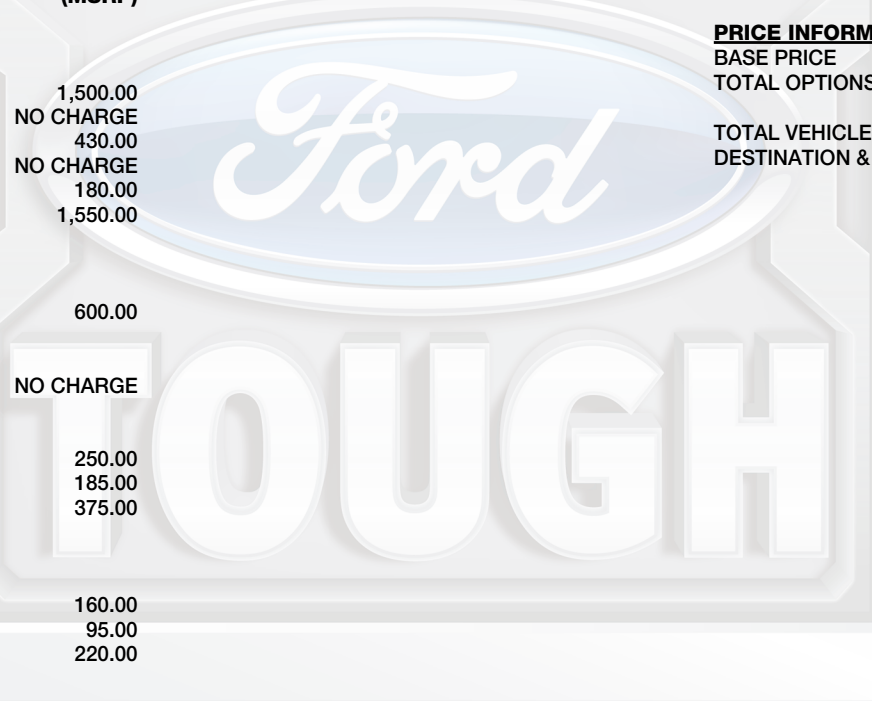 (MSRP)
1,500.00
NO CHARGE
430.00
NO CHARGE
180.00
1,550.00
600.00
NO CHARGE
250.00
185.00
375.00
160.00
95.00
220.00
PRICE INFORM
BASE PRICE
TOTAL OPTIONS
TOTAL VEHICLE
DESTINATION &
Ford
TOUGH